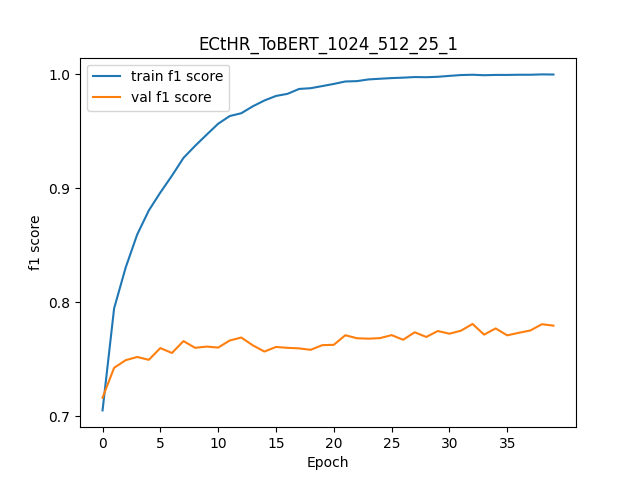 ECtHR_ToBERT_1024_512_25_1
train f1 score
val f1 score
f1 score
1.0
0.9
0.8
0.7
0 5 10 15 20 25 30 35
Epoch